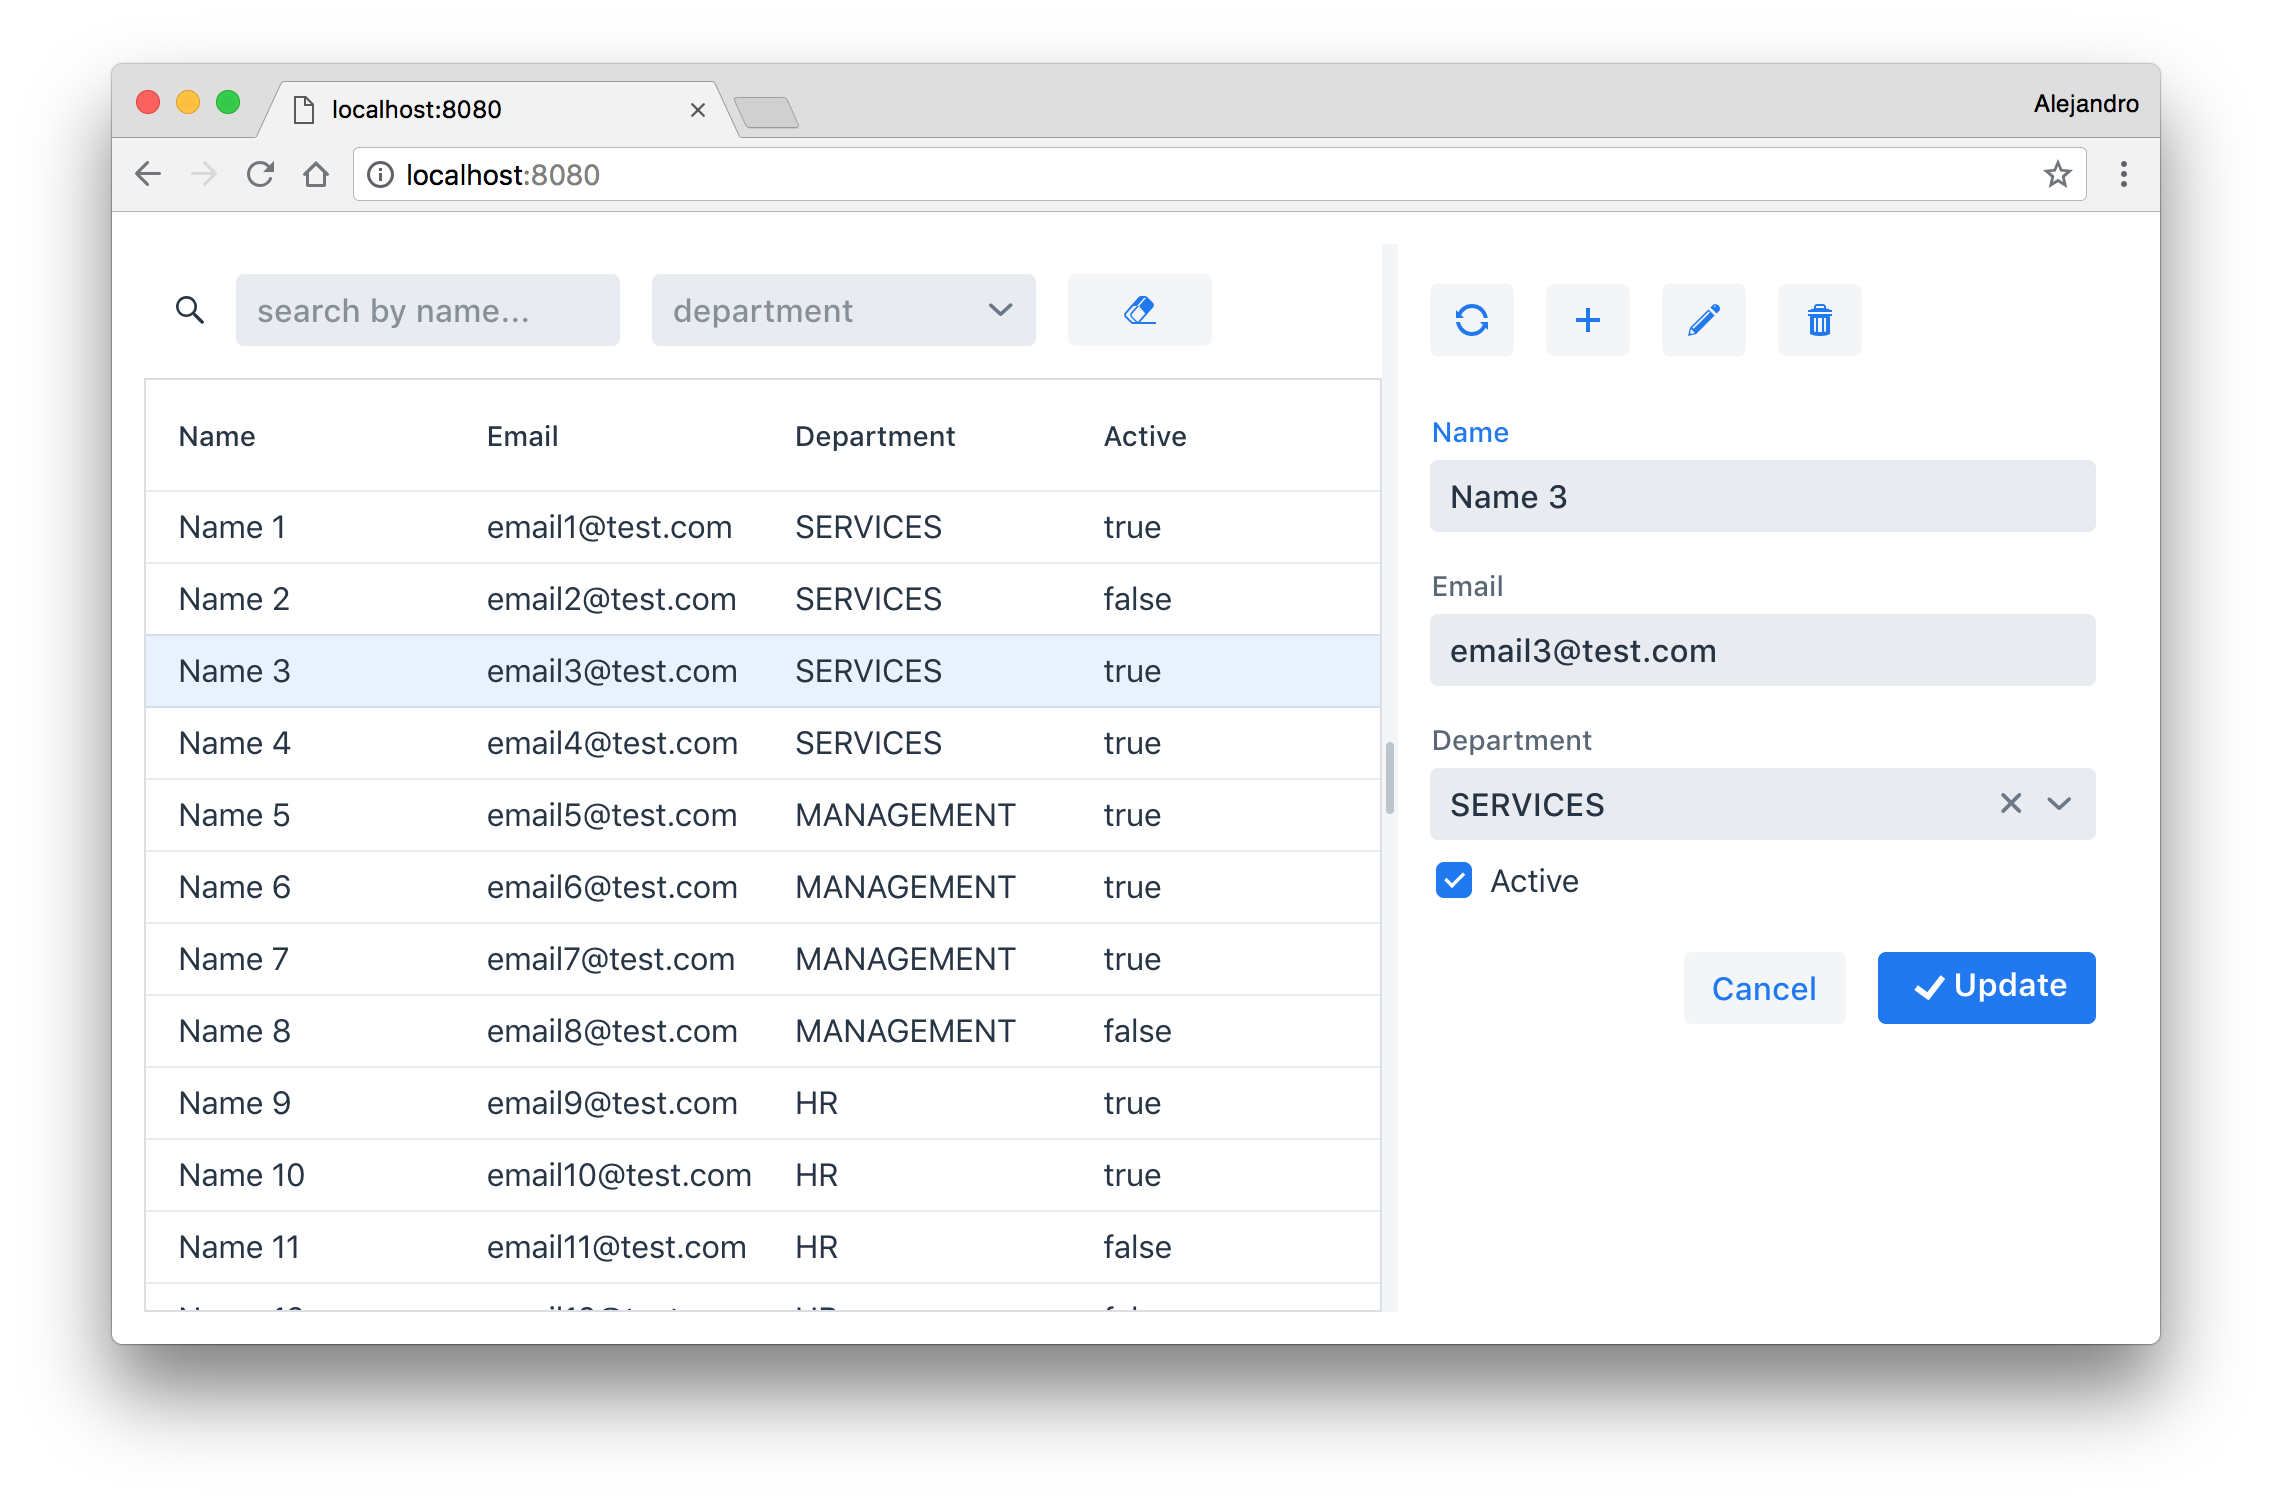 localhost:8080
Alejandro
localhost:8080
search by name...
department
Name Email Department Active
Name 1 email1@test.com SERVICES true
Name 2 email2@test.com SERVICES false
Name 3 email3@test.com SERVICES true
Name 4 email4@test.com SERVICES true
Name 5 email5@test.com MANAGEMENT true
Name 6 email6@test.com MANAGEMENT true
Name 7 email7@test.com MANAGEMENT true
Name 8 email8@test.com MANAGEMENT false
Name 9 email9@test.com HR true
Name 10 email10@test.com HR true
Name 11 email11@test.com HR false
Name
Name 3
Email
email3@test.com
Department
SERVICES
Active
Cancel
Update